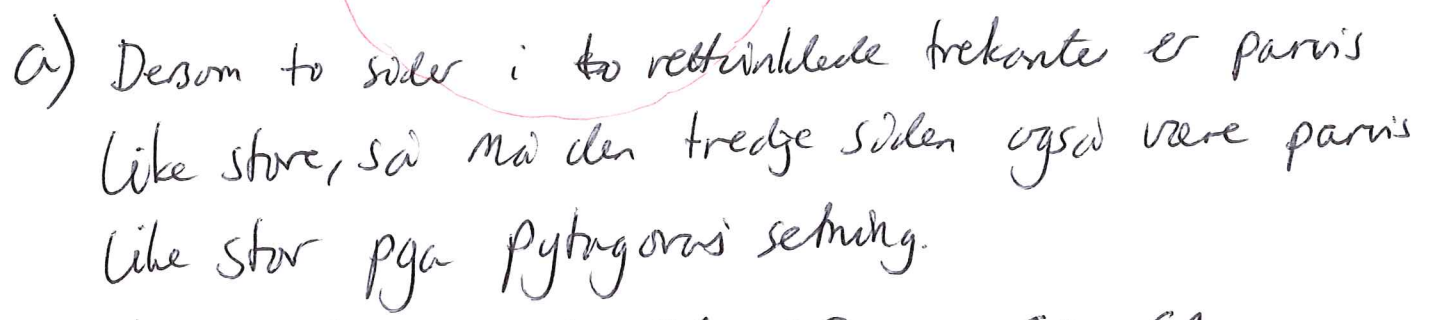 a) Dersom to sider i to rettvinklede trekanter er parvis
like store, så må den tredje siden også være parvis
like stor pga Pytagoras' setning.